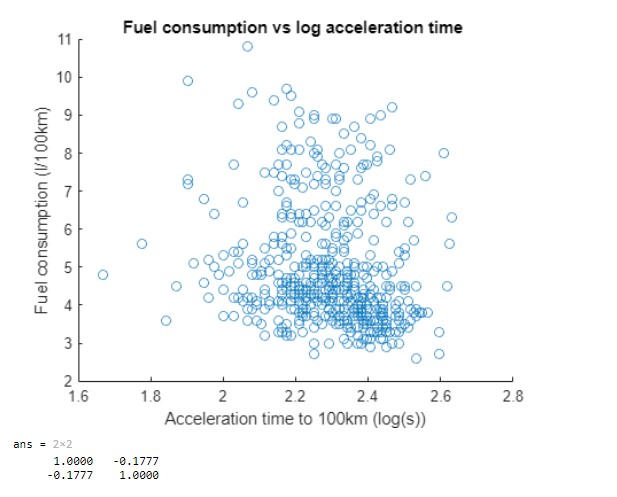 Fuel consumption vs log acceleration time
11
10
9
8
7
6
5
4
3
2
Fuel consumption (l/100km)
1.6 1.8 2 2.2 2.4 2.6 2.8
Acceleration time to 100km (log(s))
ans = 2×2
1.0000 -0.1777
-0.1777 1.0000